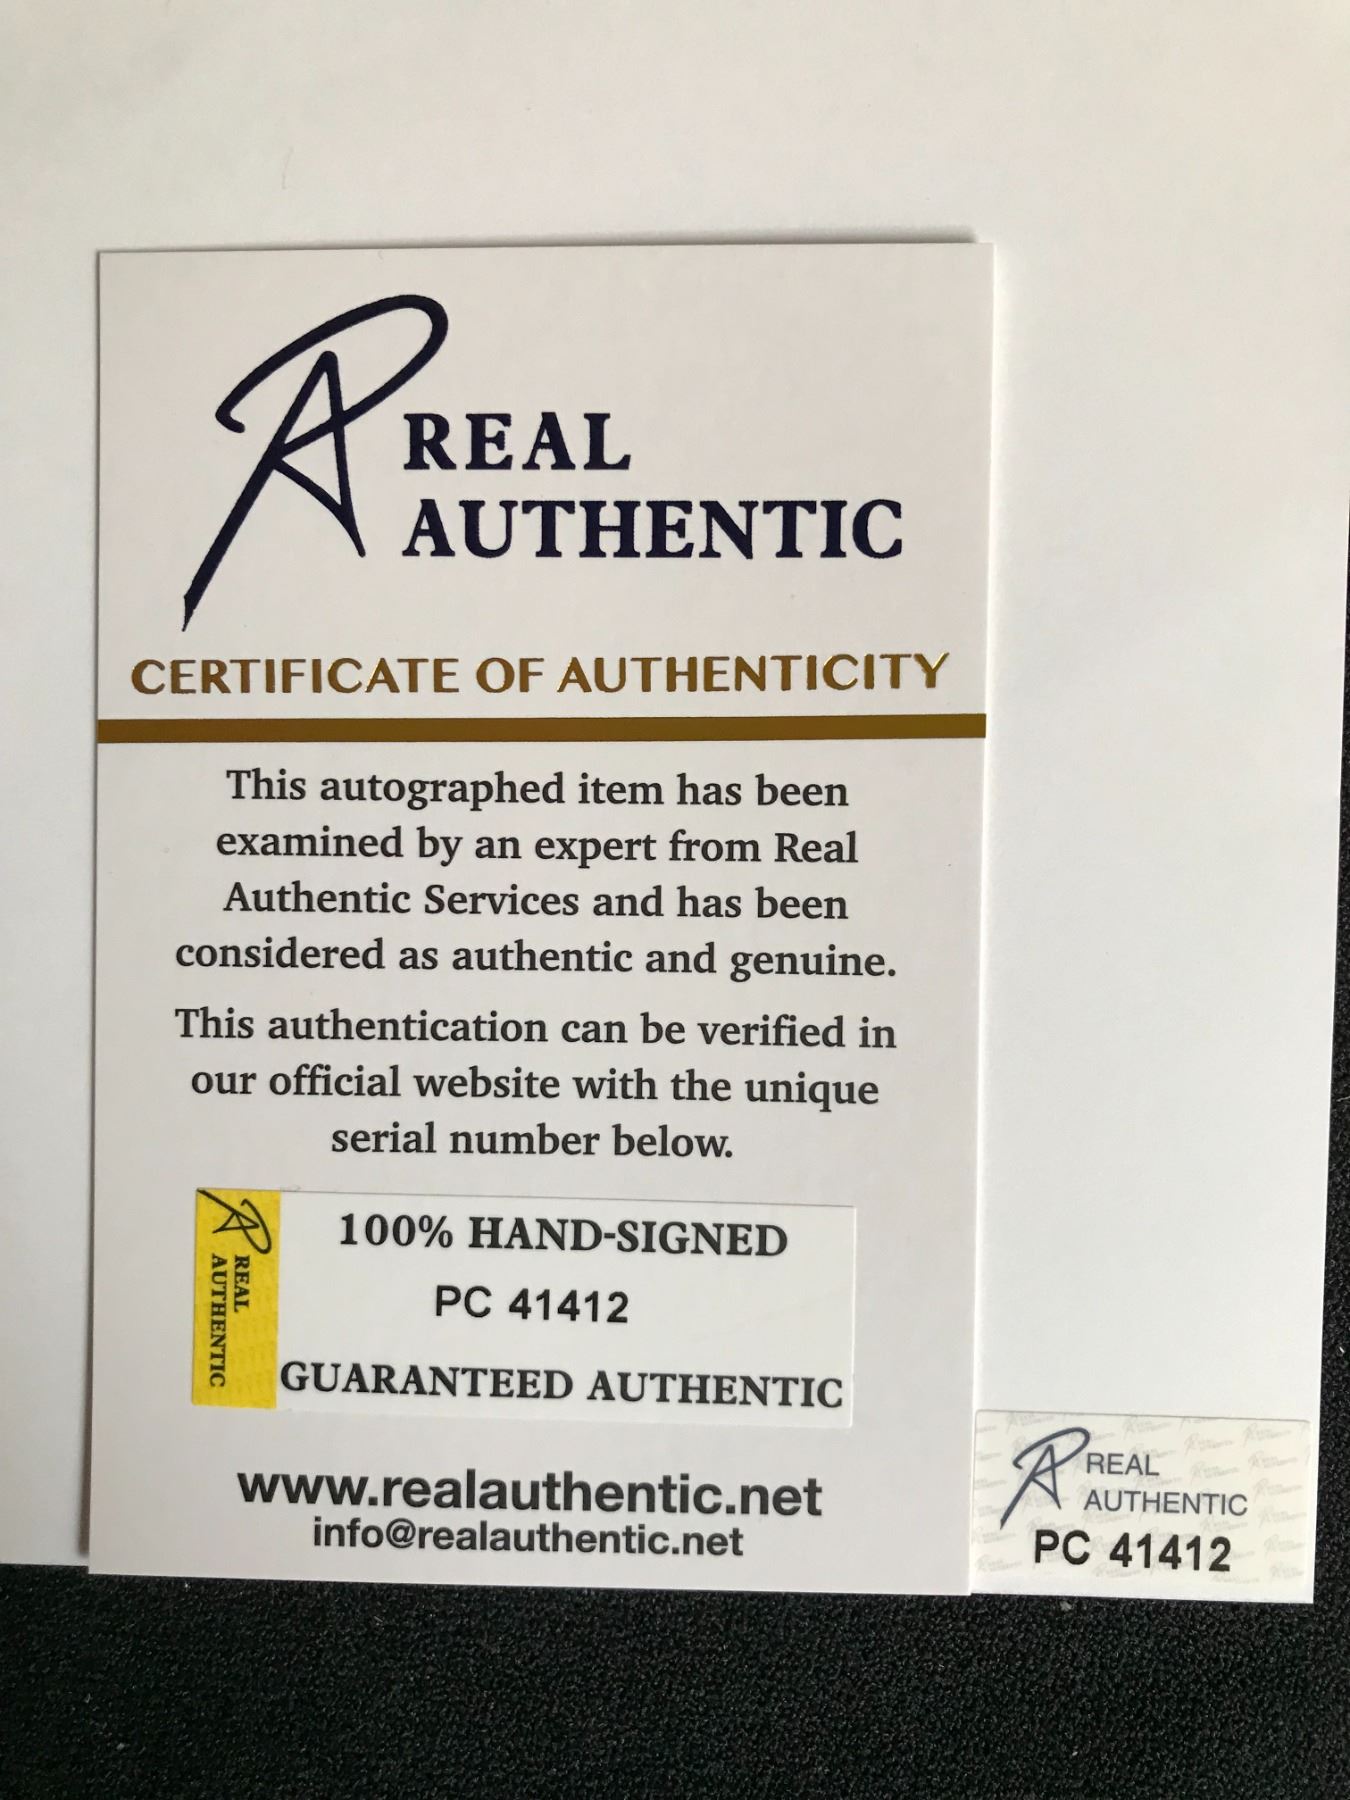 REAL
AUTHENTIC
CERTIFICATE OF AUTHENTICITY
This autographed item has been
examined by an expert from Real
Authentic Services and has been
considered as authentic and genuine.
This authentication can be verified in
our official website with the unique
serial number below.
REAL
AUTHENTIC
100% HAND-SIGNED
PC 41412
GUARANTEED AUTHENTIC
www.realauthentic.net
info@realauthentic.net
REAL
AUTHENTIC
PC 41412